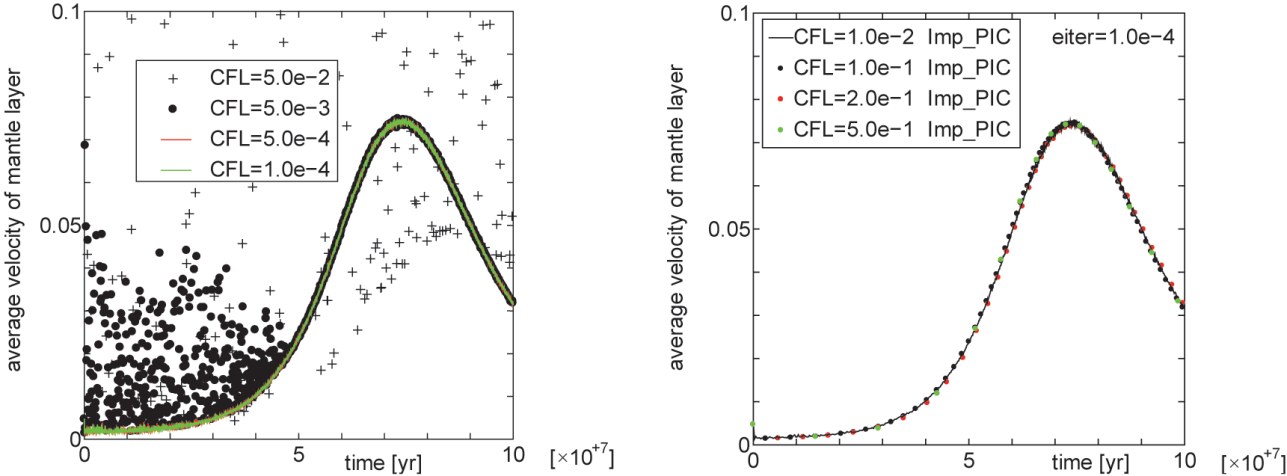 0.1
CFL=5.0e−2
CFL=5.0e−3
CFL=5.0e−4
CFL=1.0e−4
0.05
0
0
5
10
time [yr]
[×10+7]
average velocity of mantle layer
0.1
CFL=1.0e−2 Imp_PIC
CFL=1.0e−1 Imp_PIC
CFL=2.0e−1 Imp_PIC
CFL=5.0e−1 Imp_PIC
eiter=1.0e−4
0.05
0
0
5
10
time [yr]
[×10+7]
average velocity of mantle layer